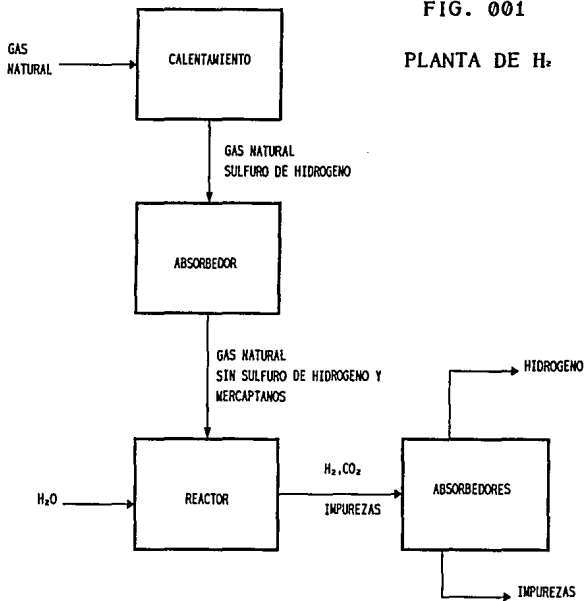 FIG. 001
PLANTA DE H₂
GAS
NATURAL
CALENTAMIENTO
GAS NATURAL
SULFURO DE HIDROGENO
ABSORBEDOR
GAS NATURAL
SIN SULFURO DE HIDROGENO Y
MERCAPTANOS
HIDROGENO
H₂O
REACTOR
H₂,CO₂
IMPUREZAS
ABSORBEDORES
IMPUREZAS